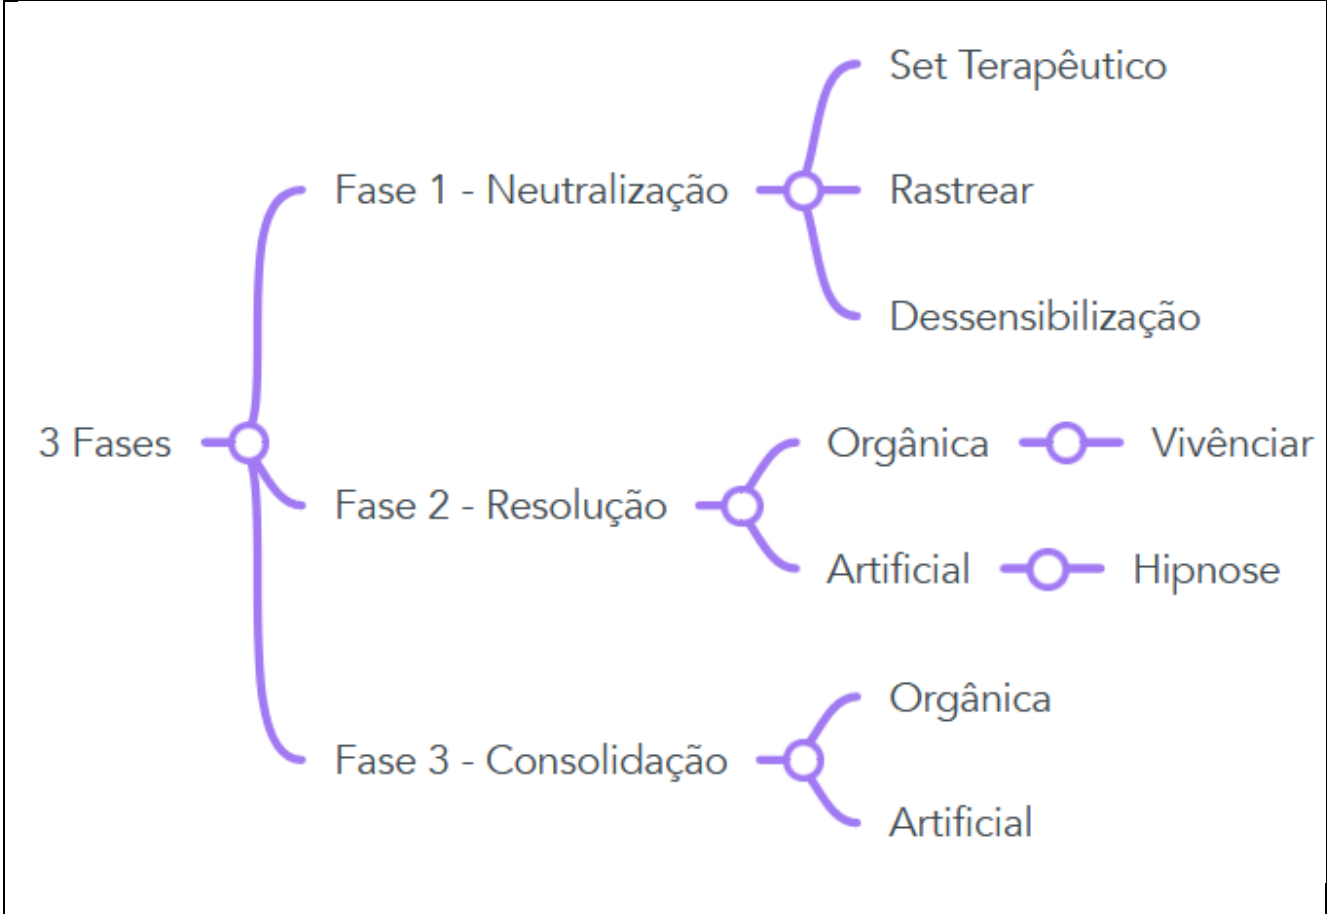 3 Fases
Fase 1 - Neutralização
Set Terapêutico
Rastrear
Dessensibilização
Fase 2 - Resolução
Orgânica
Vivênciar
Artificial
Hipnose
Fase 3 - Consolidação
Orgânica
Artificial